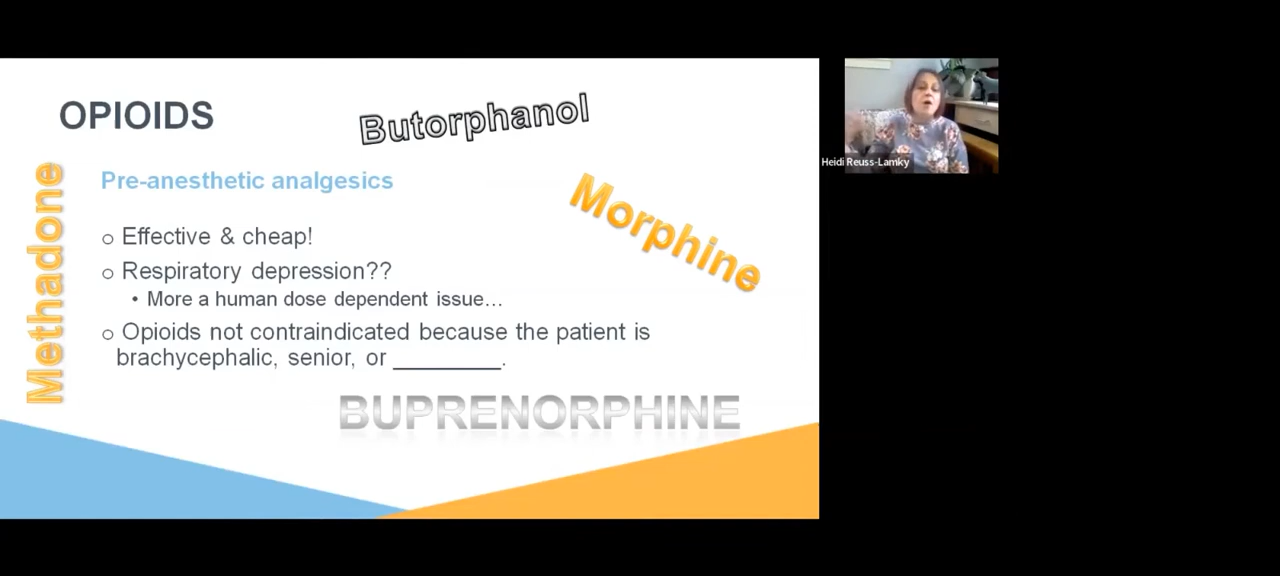 OPIOIDS
Butorphanol
Methadone
Pre-anesthetic analgesics
Morphine
o Effective & cheap!
o Respiratory depression??
• More a human dose dependent issue...
o Opioids not contraindicated because the patient is
brachycephalic, senior, or _________.
BUPRENORPHINE
Heidi Reuss-Lamky